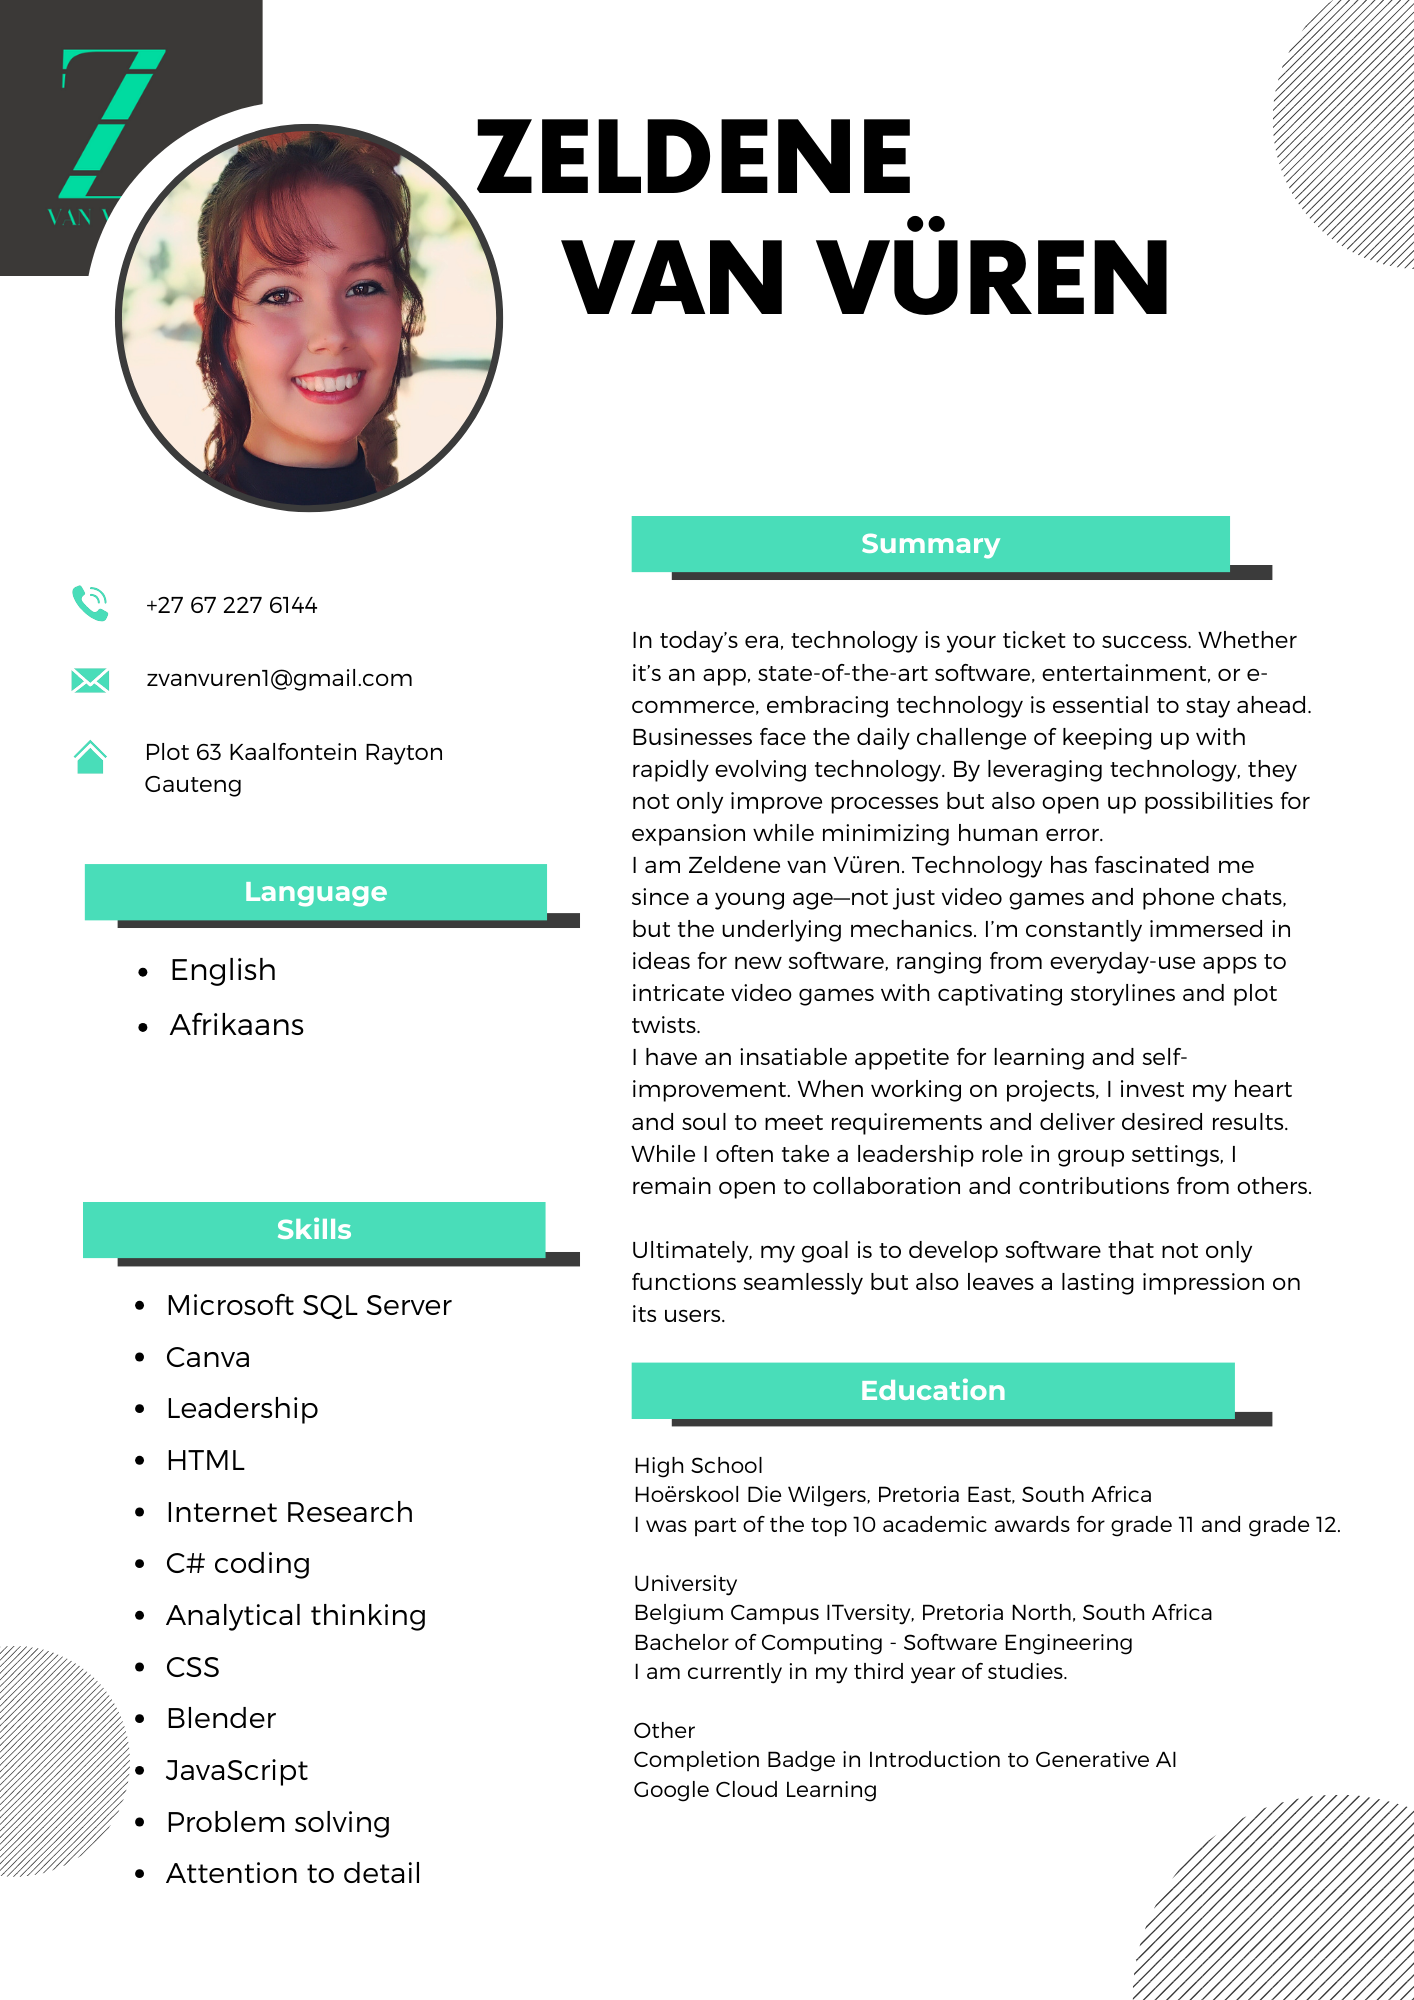 Z
VAN V
ZELDENE
VAN VÜREN
+27 67 227 6144
zvanvuren1@gmail.com
Plot 63 Kaalfontein Rayton
Gauteng
Language
• English
• Afrikaans
Skills
• Microsoft SQL Server
• Canva
• Leadership
• HTML
• Internet Research
• C# coding
• Analytical thinking
• CSS
• Blender
• JavaScript
• Problem solving
• Attention to detail
Summary
In today’s era, technology is your ticket to success. Whether
it’s an app, state-of-the-art software, entertainment, or e-
commerce, embracing technology is essential to stay ahead.
Businesses face the daily challenge of keeping up with
rapidly evolving technology. By leveraging technology, they
not only improve processes but also open up possibilities for
expansion while minimizing human error.
I am Zeldene van Vüren. Technology has fascinated me
since a young age—not just video games and phone chats,
but the underlying mechanics. I’m constantly immersed in
ideas for new software, ranging from everyday-use apps to
intricate video games with captivating storylines and plot
twists.
I have an insatiable appetite for learning and self-
improvement. When working on projects, I invest my heart
and soul to meet requirements and deliver desired results.
While I often take a leadership role in group settings, I
remain open to collaboration and contributions from others.
Ultimately, my goal is to develop software that not only
functions seamlessly but also leaves a lasting impression on
its users.
Education
High School
Hoërskool Die Wilgers, Pretoria East, South Africa
I was part of the top 10 academic awards for grade 11 and grade 12.
University
Belgium Campus ITversity, Pretoria North, South Africa
Bachelor of Computing - Software Engineering
I am currently in my third year of studies.
Other
Completion Badge in Introduction to Generative AI
Google Cloud Learning